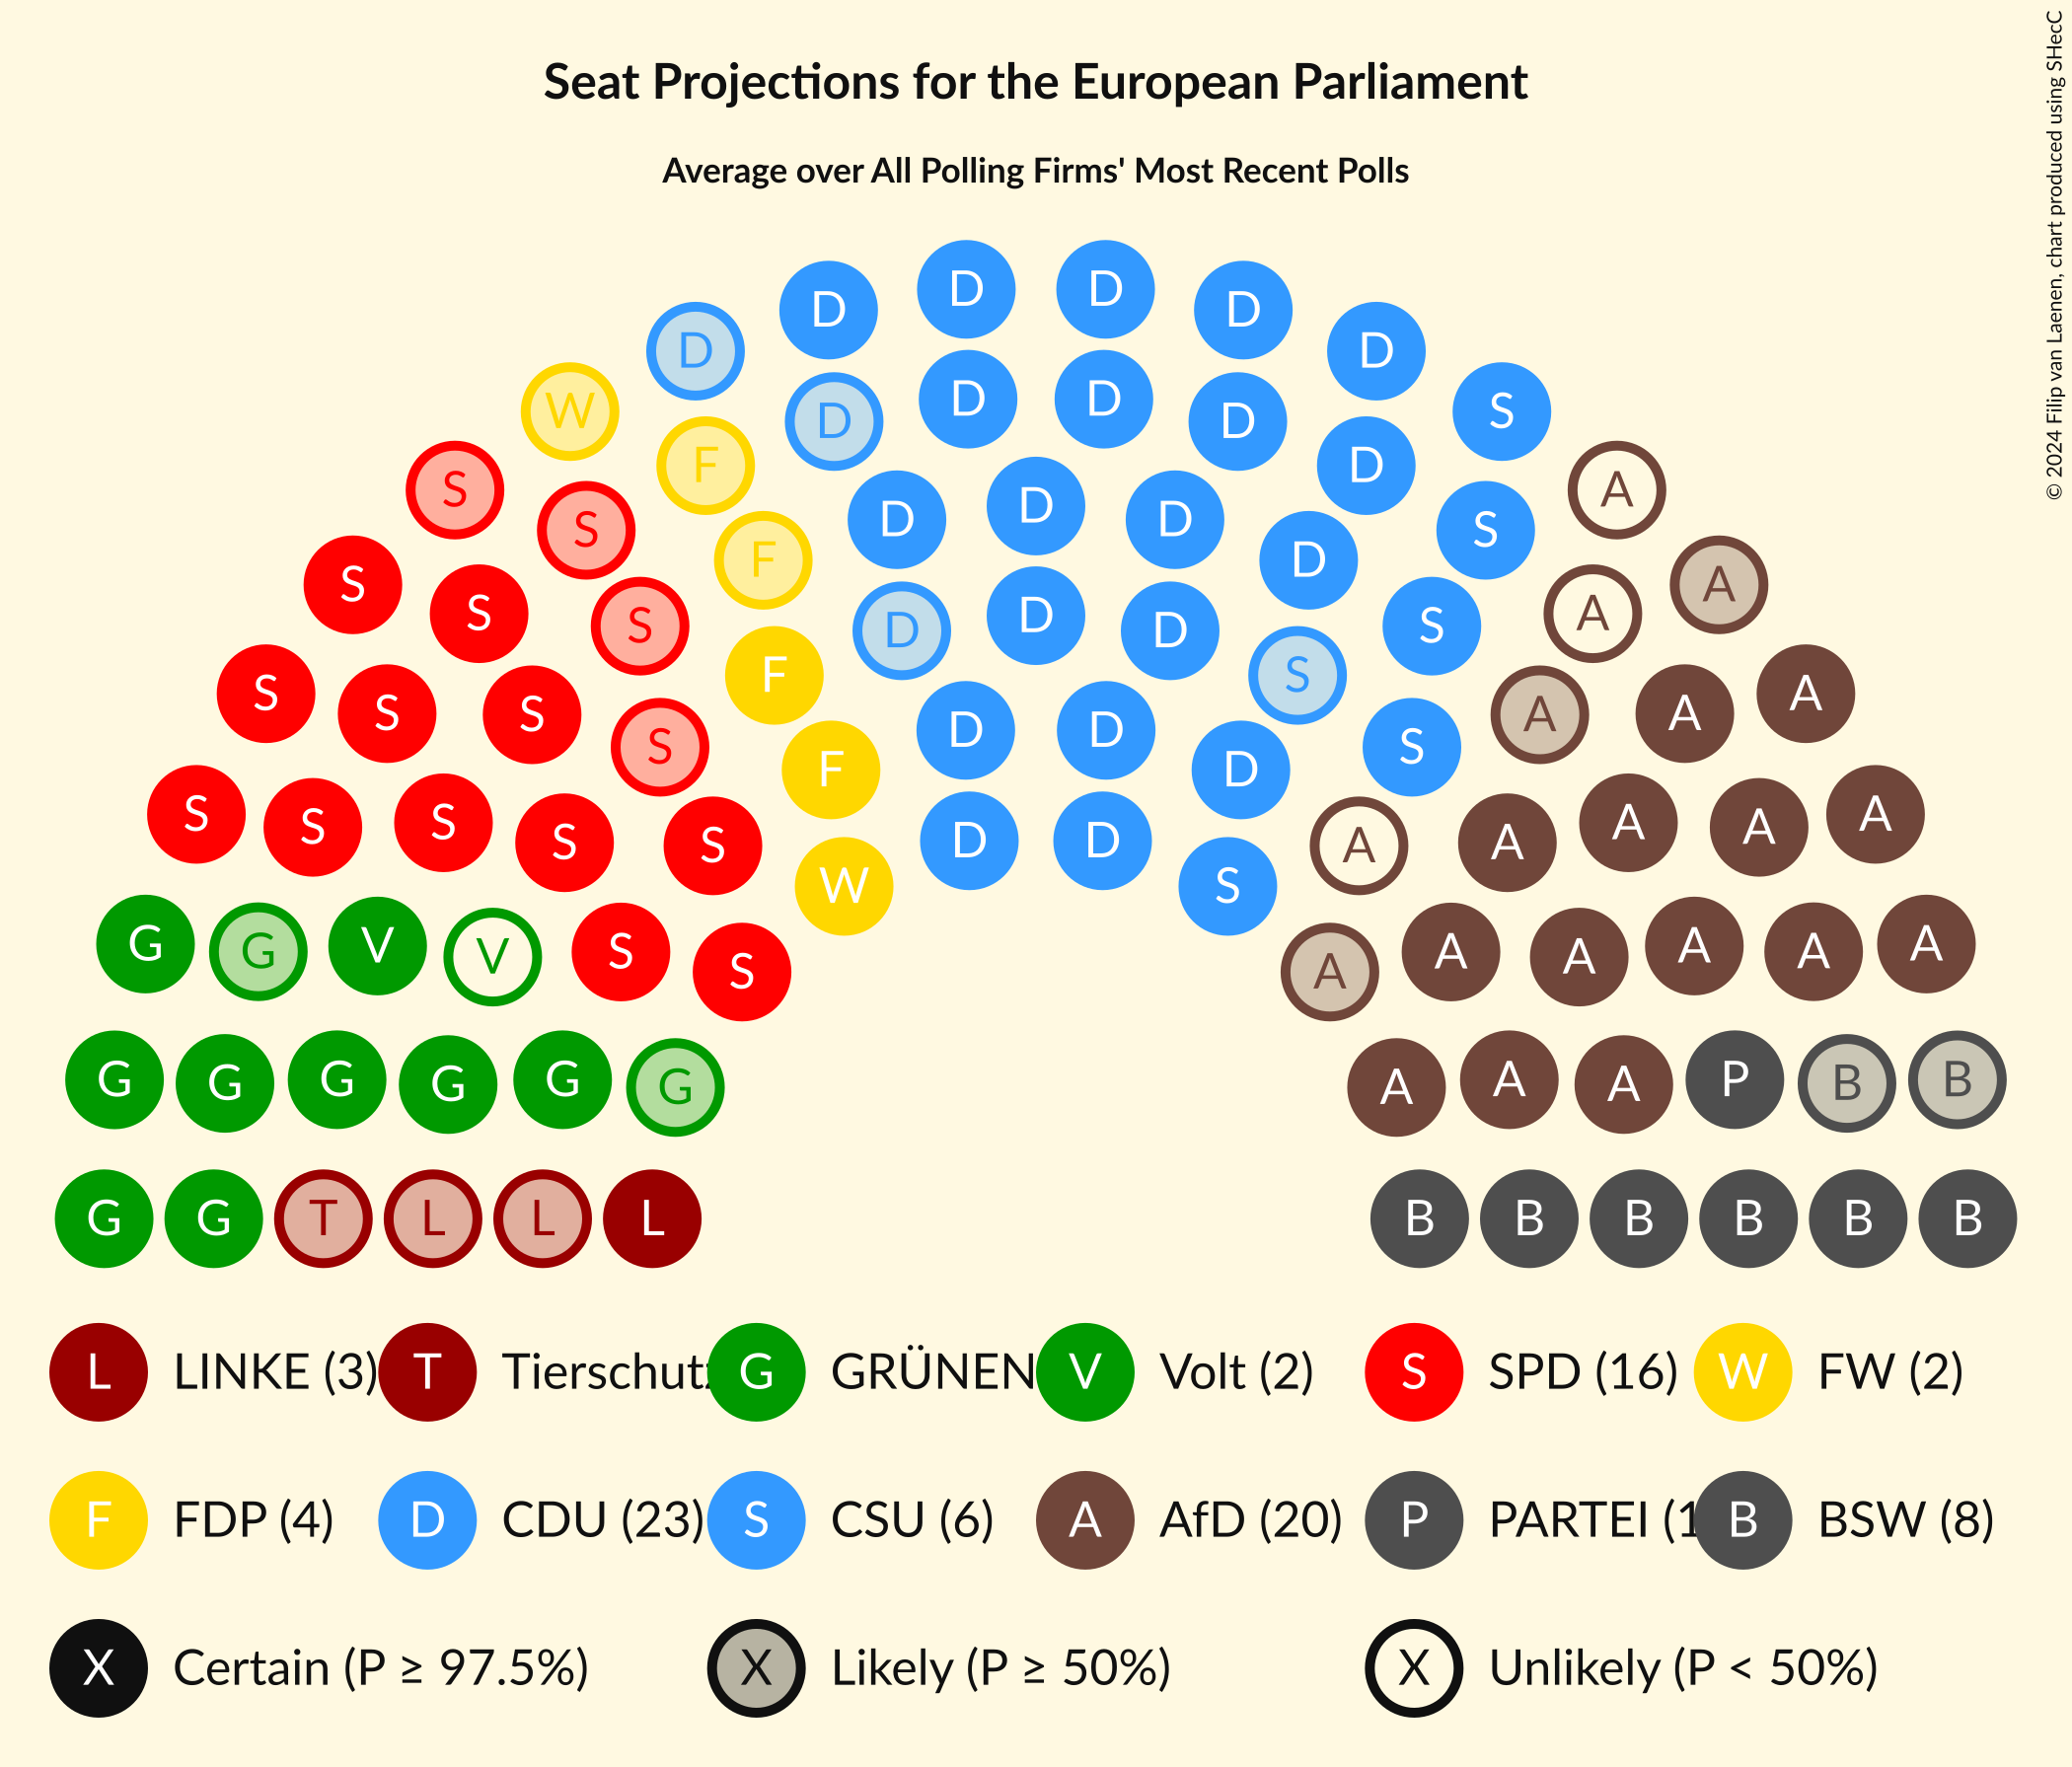 Seat Projections for the European Parliament
Average over All Polling Firms' Most Recent Polls
© 2024 Filip van Laenen, chart produced using SHecC
D D
D D
D D
D D
W S
D D
F D
S A
D
D D
S S
F D
S A
S D A
S D D S
F S
S A
S S A A
D D
S S
F D
S A
S S A A
S S D D A A
W S
G G V V S S A A A A A A
G G G G G G A A A P B B
G G T L L L B B B B B B
L LINKE (3) T Tierschutz G GRÜNEN V Volt (2) S SPD (16) W FW (2)
F FDP (4) D CDU (23) S CSU (6) A AfD (20) P PARTEI (1 B BSW (8)
X Certain (P ≥ 97.5%) X Likely (P ≥ 50%) X Unlikely (P < 50%)